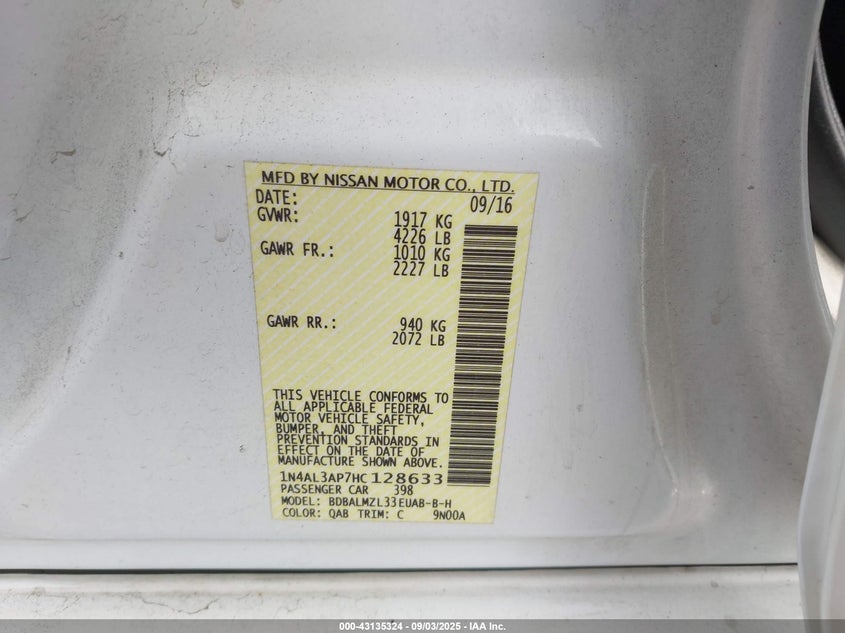 MFD BY NISSAN MOTOR CO., LTD.
DATE: 09/16
GVWR: 1917 KG
4226 LB
GAWR FR.: 1010 KG
2227 LB
GAWR RR.: 940 KG
2072 LB
THIS VEHICLE CONFORMS TO
ALL APPLICABLE FEDERAL
MOTOR VEHICLE SAFETY,
BUMPER, AND THEFT
PREVENTION STANDARDS IN
EFFECT ON THE DATE OF
MANUFACTURE SHOWN ABOVE.
1N4AL3AP7HC128633
PASSENGER CAR 398
MODEL: BDBALMZL33EUAB-B-H
COLOR: QAB TRIM: C 9N00A
000-43135324 - 09/03/2025 - IAA Inc.